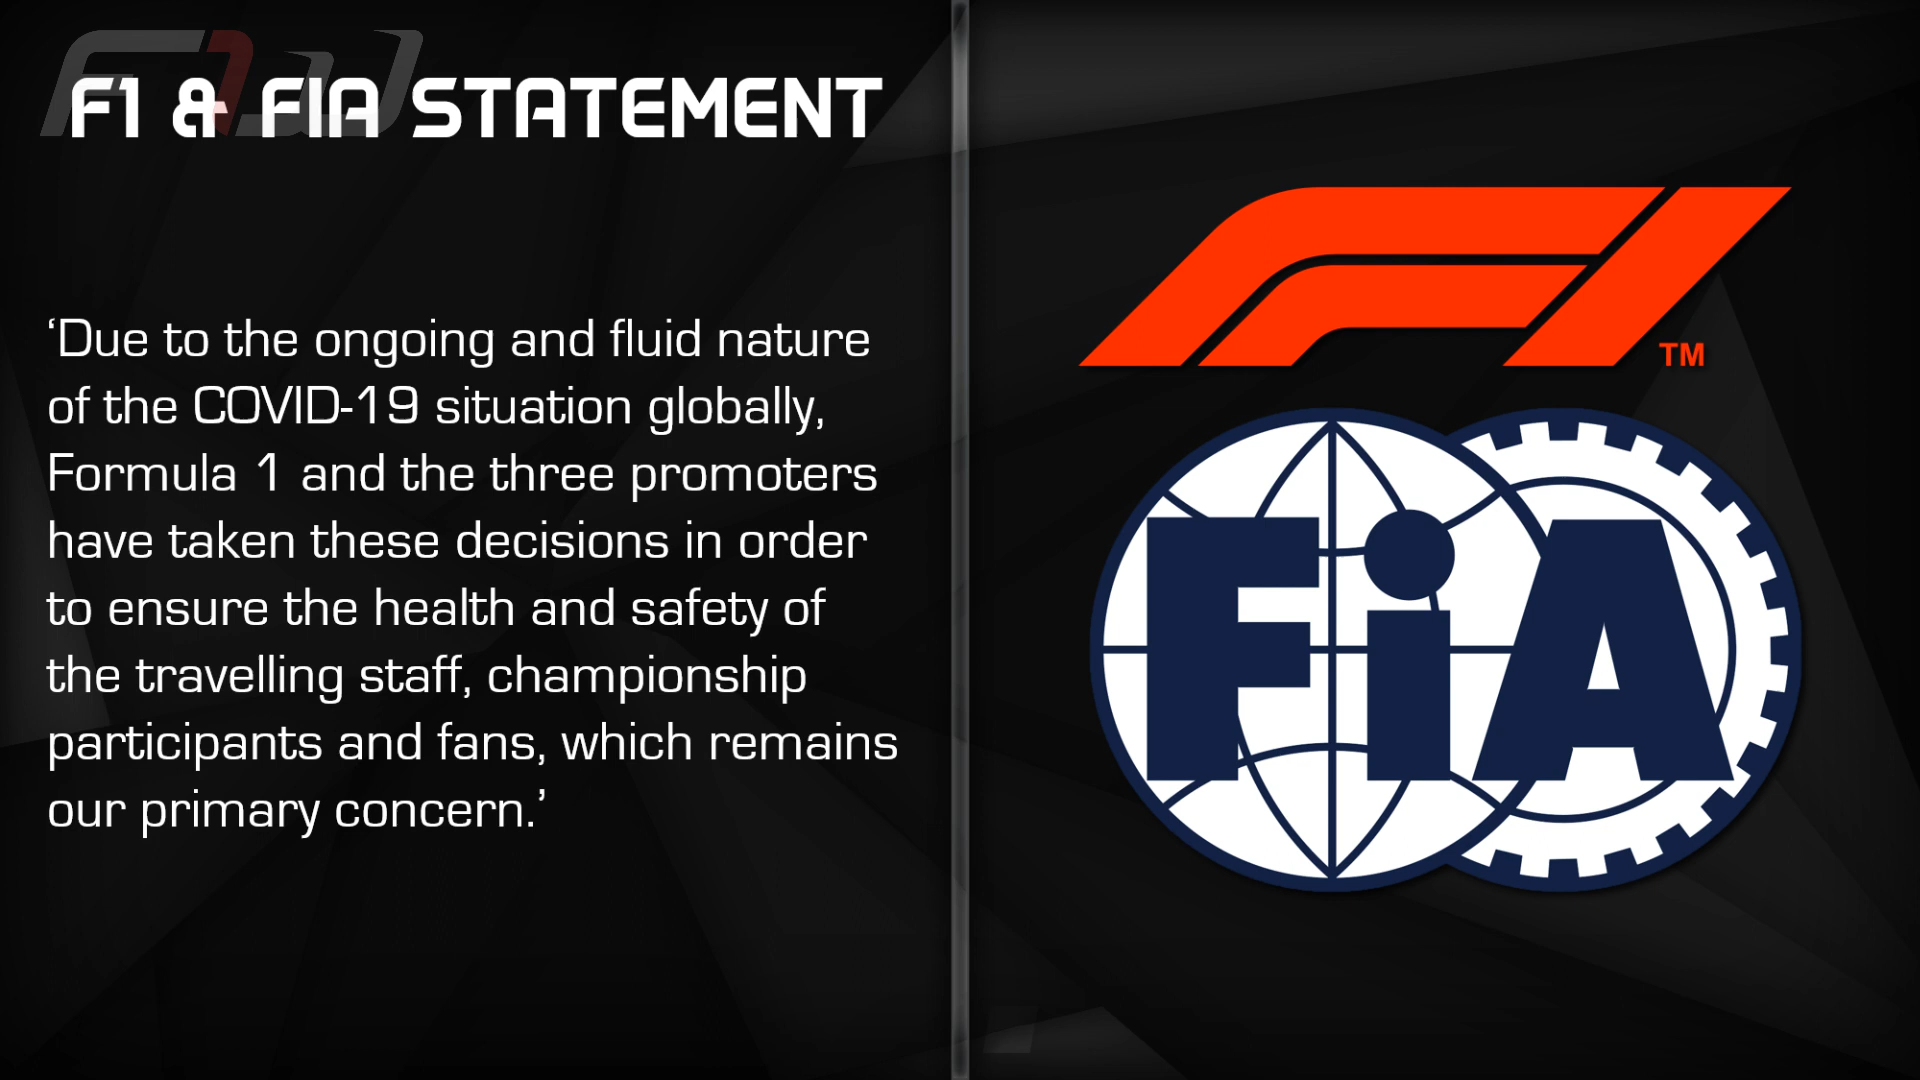 F1 & FIA STATEMENT
‘Due to the ongoing and fluid nature
of the COVID-19 situation globally,
Formula 1 and the three promoters
have taken these decisions in order
to ensure the health and safety of
the travelling staff, championship
participants and fans, which remains
our primary concern.’
F1
TM
FiA